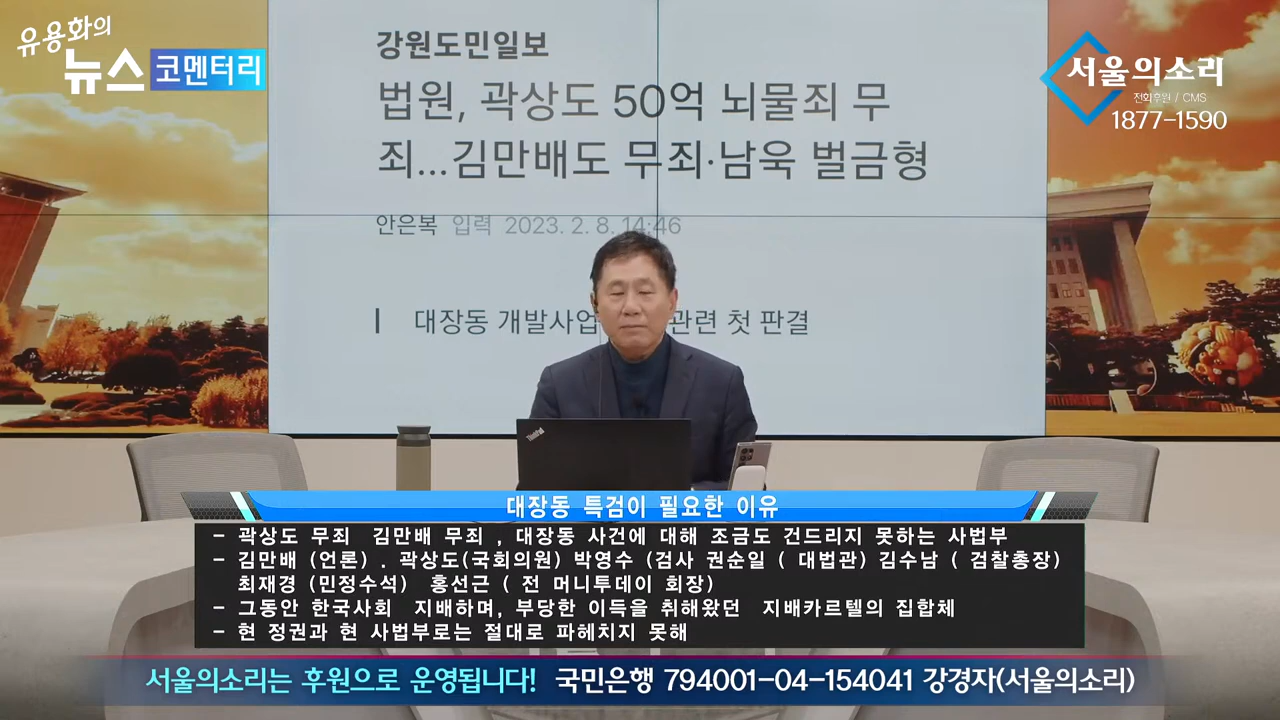 유용화의
뉴스 코멘터리
서울의소리
전화후원 / CMS
1877-1590
강원도민일보
법원, 곽상도 50억 뇌물죄 무
죄...김만배도 무죄·남욱 벌금형
안은복 입력 2023. 2. 8. 14:46
대장동 개발사업 관련 첫 판결
ThinkPad
대장동 특검이 필요한 이유
- 곽상도 무죄 김만배 무죄 , 대장동 사건에 대해 조금도 건드리지 못하는 사법부
- 김만배 (언론) . 곽상도(국회의원) 박영수 (검사 권순일 ( 대법관) 김수남 ( 검찰총장)
최재경 (민정수석) 홍선근 ( 전 머니투데이 회장)
- 그동안 한국사회 지배하며, 부당한 이득을 취해왔던 지배카르텔의 집합체
- 현 정권과 현 사법부로는 절대로 파헤치지 못해
서울의소리는 후원으로 운영됩니다! 국민은행 794001-04-154041 강경자(서울의소리)